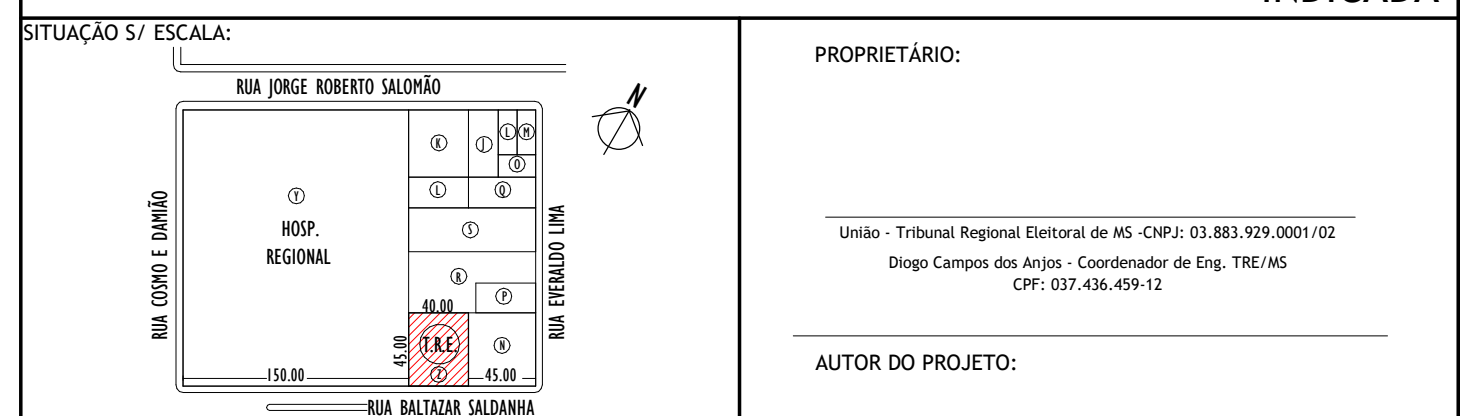 SITUAÇÃO S/ ESCALA:
RUA JORGE ROBERTO SALOMÃO
N
K
J
L
M
O
Y
L
Q
HOSP.
REGIONAL
S
RUA COSMO E DAMIÃO
RUA EVERALDO LIMA
R
P
40.00
45.00
T.R.E.
N
150.00
Z
45.00
RUA BALTAZAR SALDANHA
PROPRIETÁRIO:
União - Tribunal Regional Eleitoral de MS -CNPJ: 03.883.929.0001/02
Diogo Campos dos Anjos - Coordenador de Eng. TRE/MS
CPF: 037.436.459-12
AUTOR DO PROJETO: